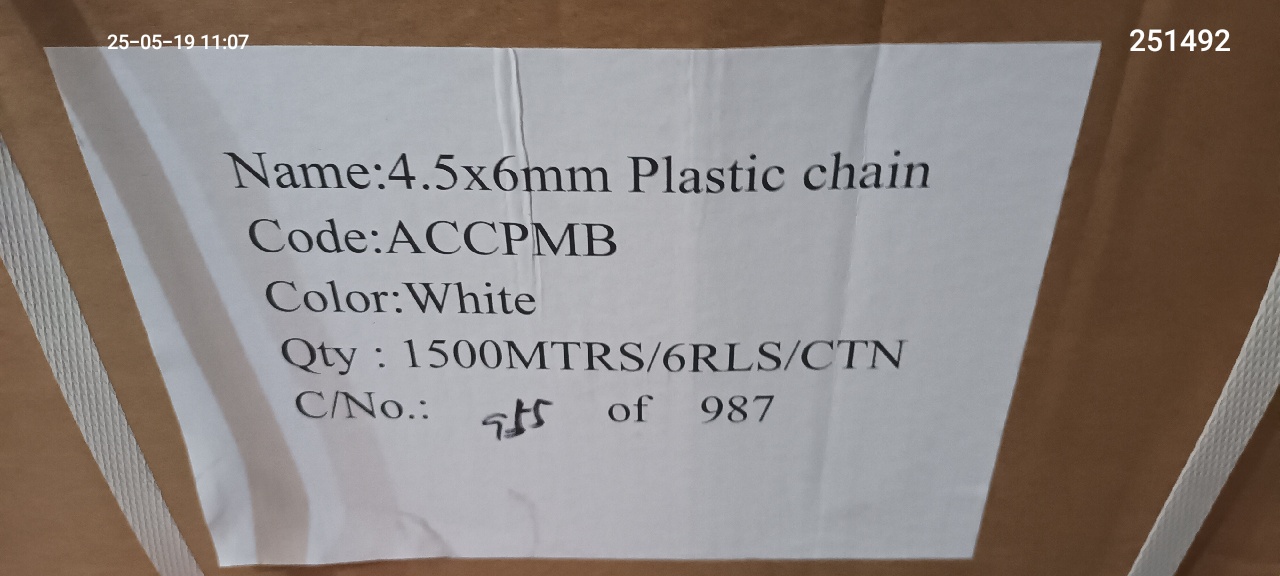 25-05-19 11:07
251492
Name:4.5x6mm Plastic chain
Code:ACCPMB
Color:White
Qty : 1500MTRS/6RLS/CTN
C/No.: of 987